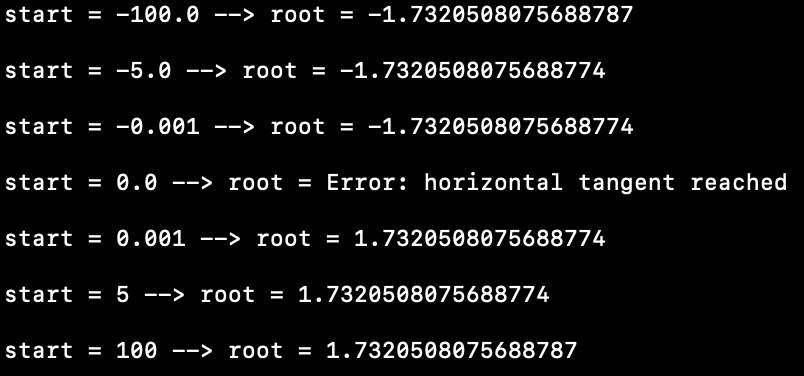 start = -100.0 --> root = -1.7320508075688787
start = -5.0 --> root = -1.7320508075688774
start = -0.001 --> root = -1.7320508075688774
start = 0.0 --> root = Error: horizontal tangent reached
start = 0.001 --> root = 1.7320508075688774
start = 5 --> root = 1.7320508075688774
start = 100 --> root = 1.7320508075688787